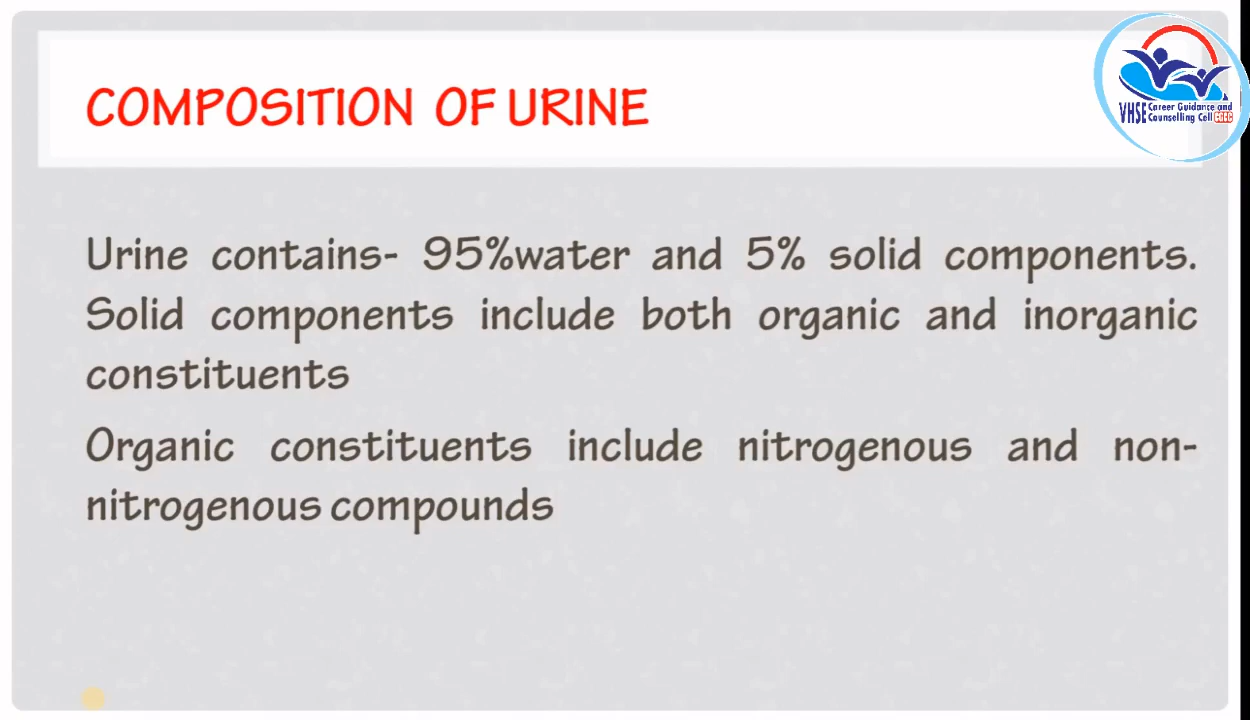 COMPOSITION OF URINE
VHSE Career Guidance and
Counselling Cell CGCC
Urine contains- 95%water and 5% solid components.
Solid components include both organic and inorganic
constituents
Organic constituents include nitrogenous and non-
nitrogenous compounds